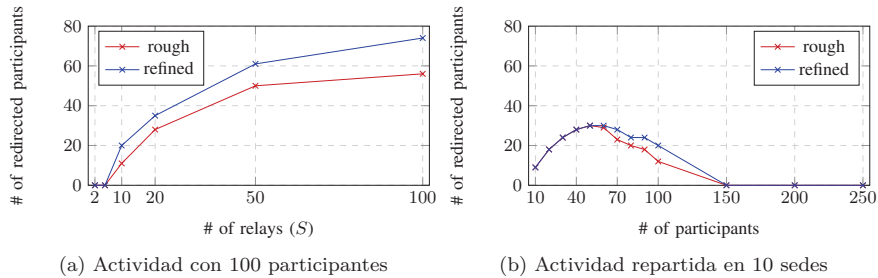 # of redirected participants
80
60
40
20
0
rough
refined
2 10 20 50 100
# of relays (S)
(a) Actividad con 100 participantes
# of redirected participants
80
60
40
20
0
rough
refined
10 40 70 100 150 200 250
# of participants
(b) Actividad repartida en 10 sedes